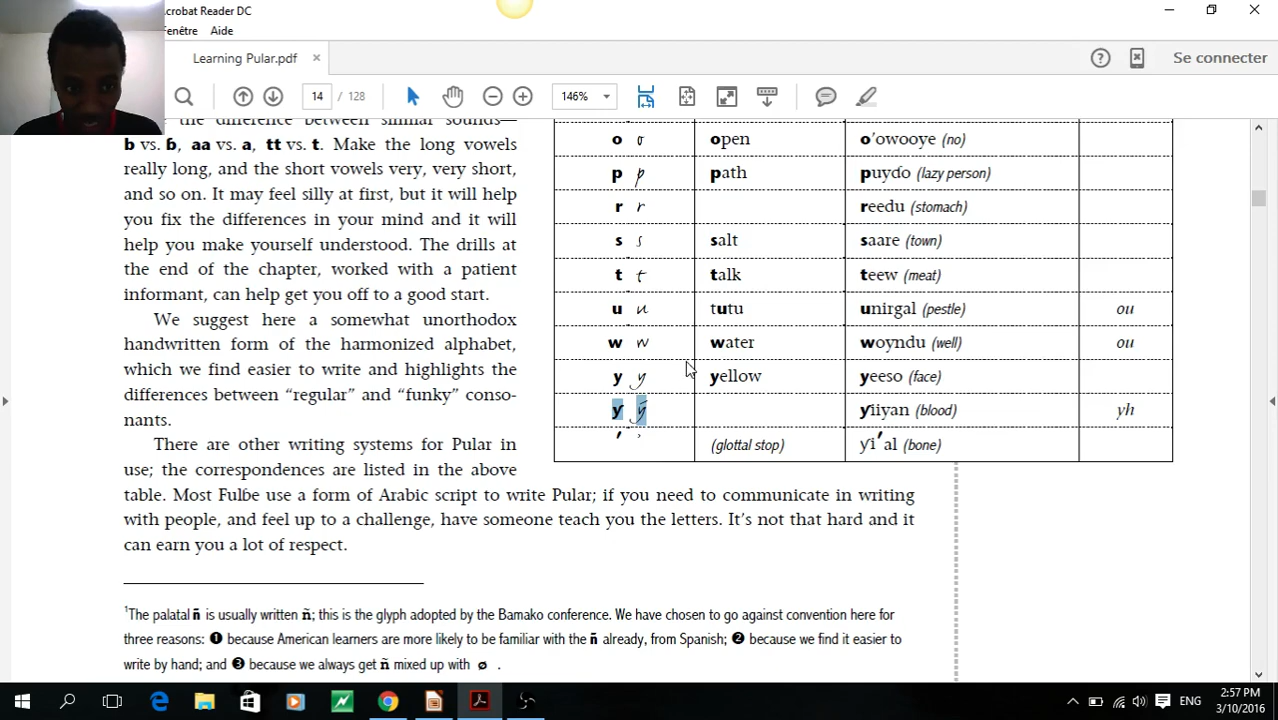 crobat Reader DC
enêtre Aide
Learning Pular.pdf ×
Se connecter
14 / 128
146%
the difference between similar sounds—
b vs. ɓ, aa vs. a, tt vs. t. Make the long vowels
really long, and the short vowels very, very short,
and so on. It may feel silly at first, but it will help
you fix the differences in your mind and it will
help you make yourself understood. The drills at
the end of the chapter, worked with a patient
informant, can help get you off to a good start.
We suggest here a somewhat unorthodox
handwritten form of the harmonized alphabet,
which we find easier to write and highlights the
differences between “regular” and “funky” conso-
nants.
There are other writing systems for Pular in
use; the correspondences are listed in the above
table. Most Fulɓe use a form of Arabic script to write Pular; if you need to communicate in writing
with people, and feel up to a challenge, have someone teach you the letters. It’s not that hard and it
can earn you a lot of respect.
o o open o’owooye (no)
p p path puyɗo (lazy person)
r r reedu (stomach)
s s salt saare (town)
t t talk teew (meat)
u u tutu unirgal (pestle) ou
w w water woyndu (well) ou
y y yellow yeeso (face)
ƴ ȳ ƴiiyan (blood) yh
’ ’ (glottal stop) ƴi’al (bone)
1The palatal ñ is usually written ñ; this is the glyph adopted by the Bamako conference. We have chosen to go against convention here for
three reasons: ❶ because American learners are more likely to be familiar with the ñ already, from Spanish; ❷ because we find it easier to
write by hand; and ❸ because we always get ñ mixed up with ø .
ENG
2:57 PM
3/10/2016